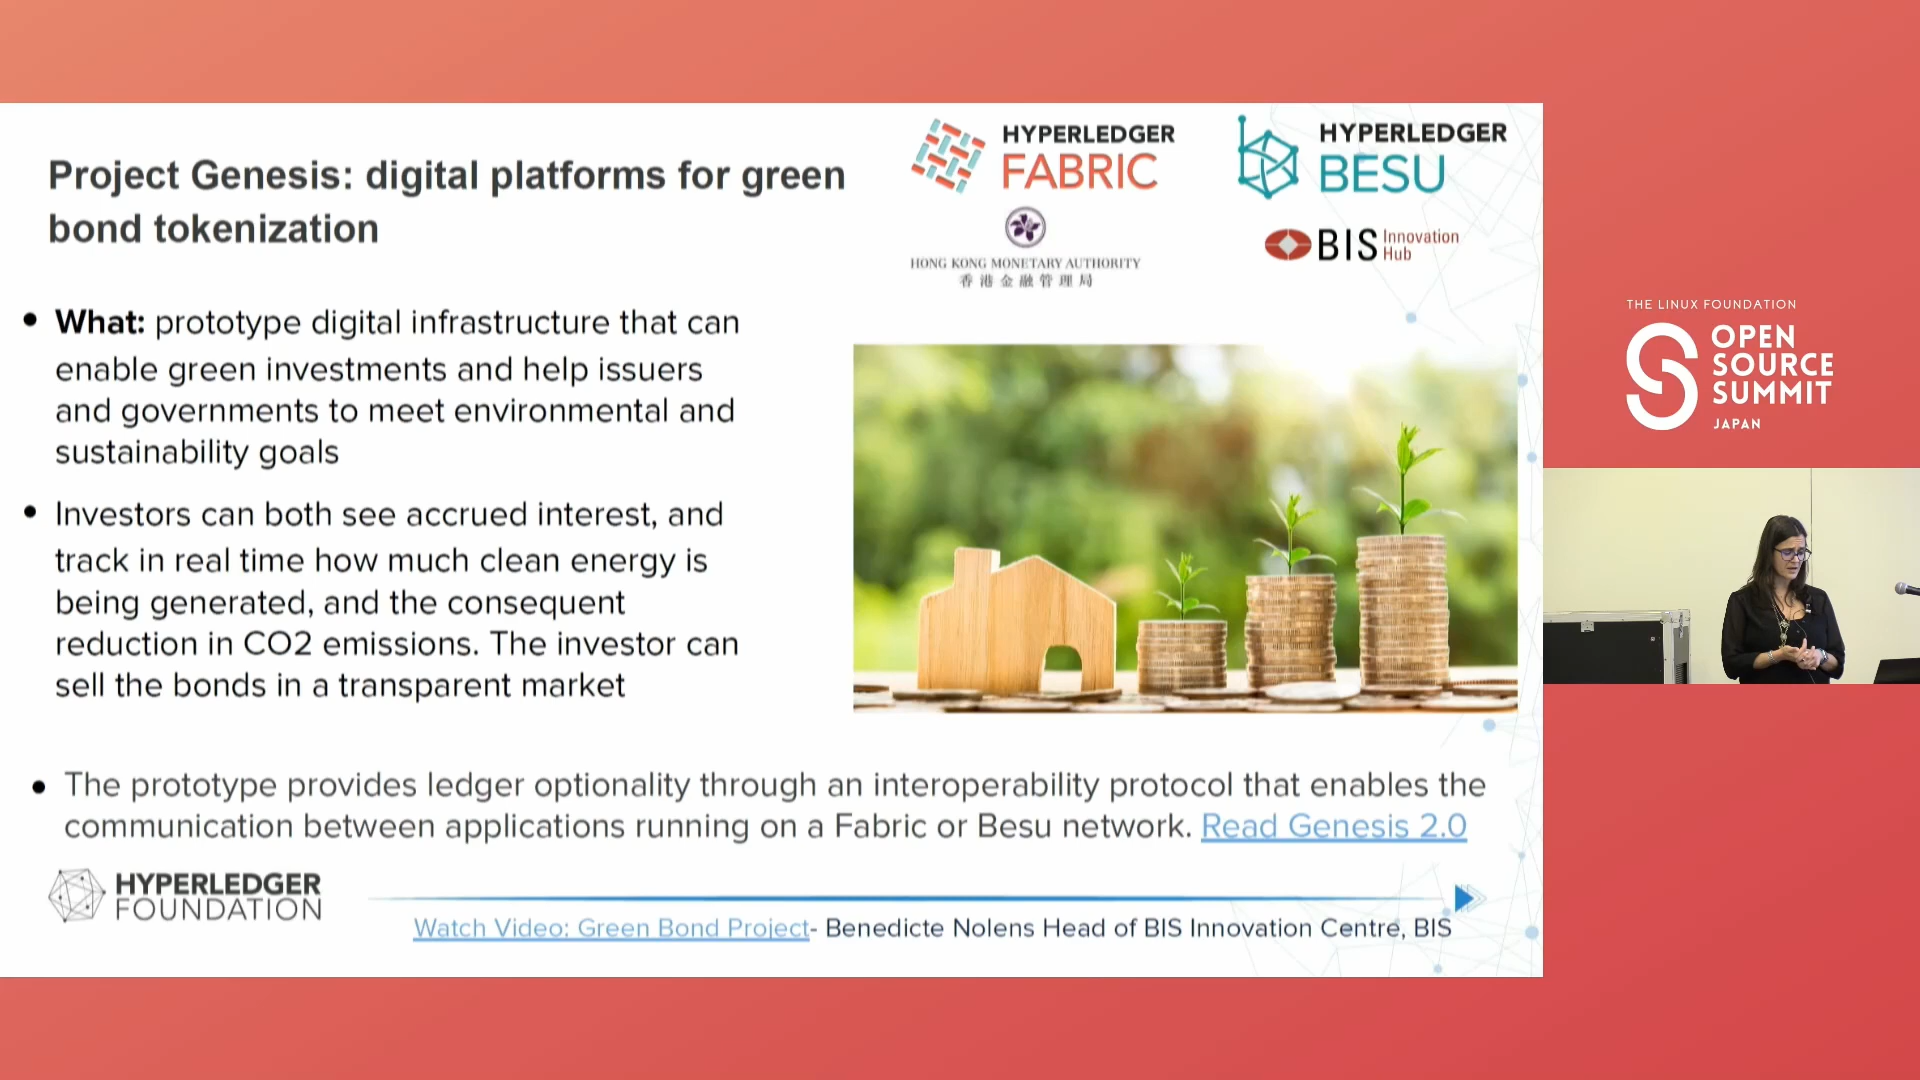 Project Genesis: digital platforms for green
bond tokenization
HYPERLEDGER
FABRIC
HYPERLEDGER
BESU
HONG KONG MONETARY AUTHORITY
香港金融管理局
BIS Innovation
Hub
• What: prototype digital infrastructure that can
enable green investments and help issuers
and governments to meet environmental and
sustainability goals
• Investors can both see accrued interest, and
track in real time how much clean energy is
being generated, and the consequent
reduction in CO2 emissions. The investor can
sell the bonds in a transparent market
• The prototype provides ledger optionality through an interoperability protocol that enables the
communication between applications running on a Fabric or Besu network. Read Genesis 2.0
HYPERLEDGER
FOUNDATION
Watch Video: Green Bond Project- Benedicte Nolens Head of BIS Innovation Centre, BIS
THE LINUX FOUNDATION
OPEN
SOURCE
SUMMIT
JAPAN